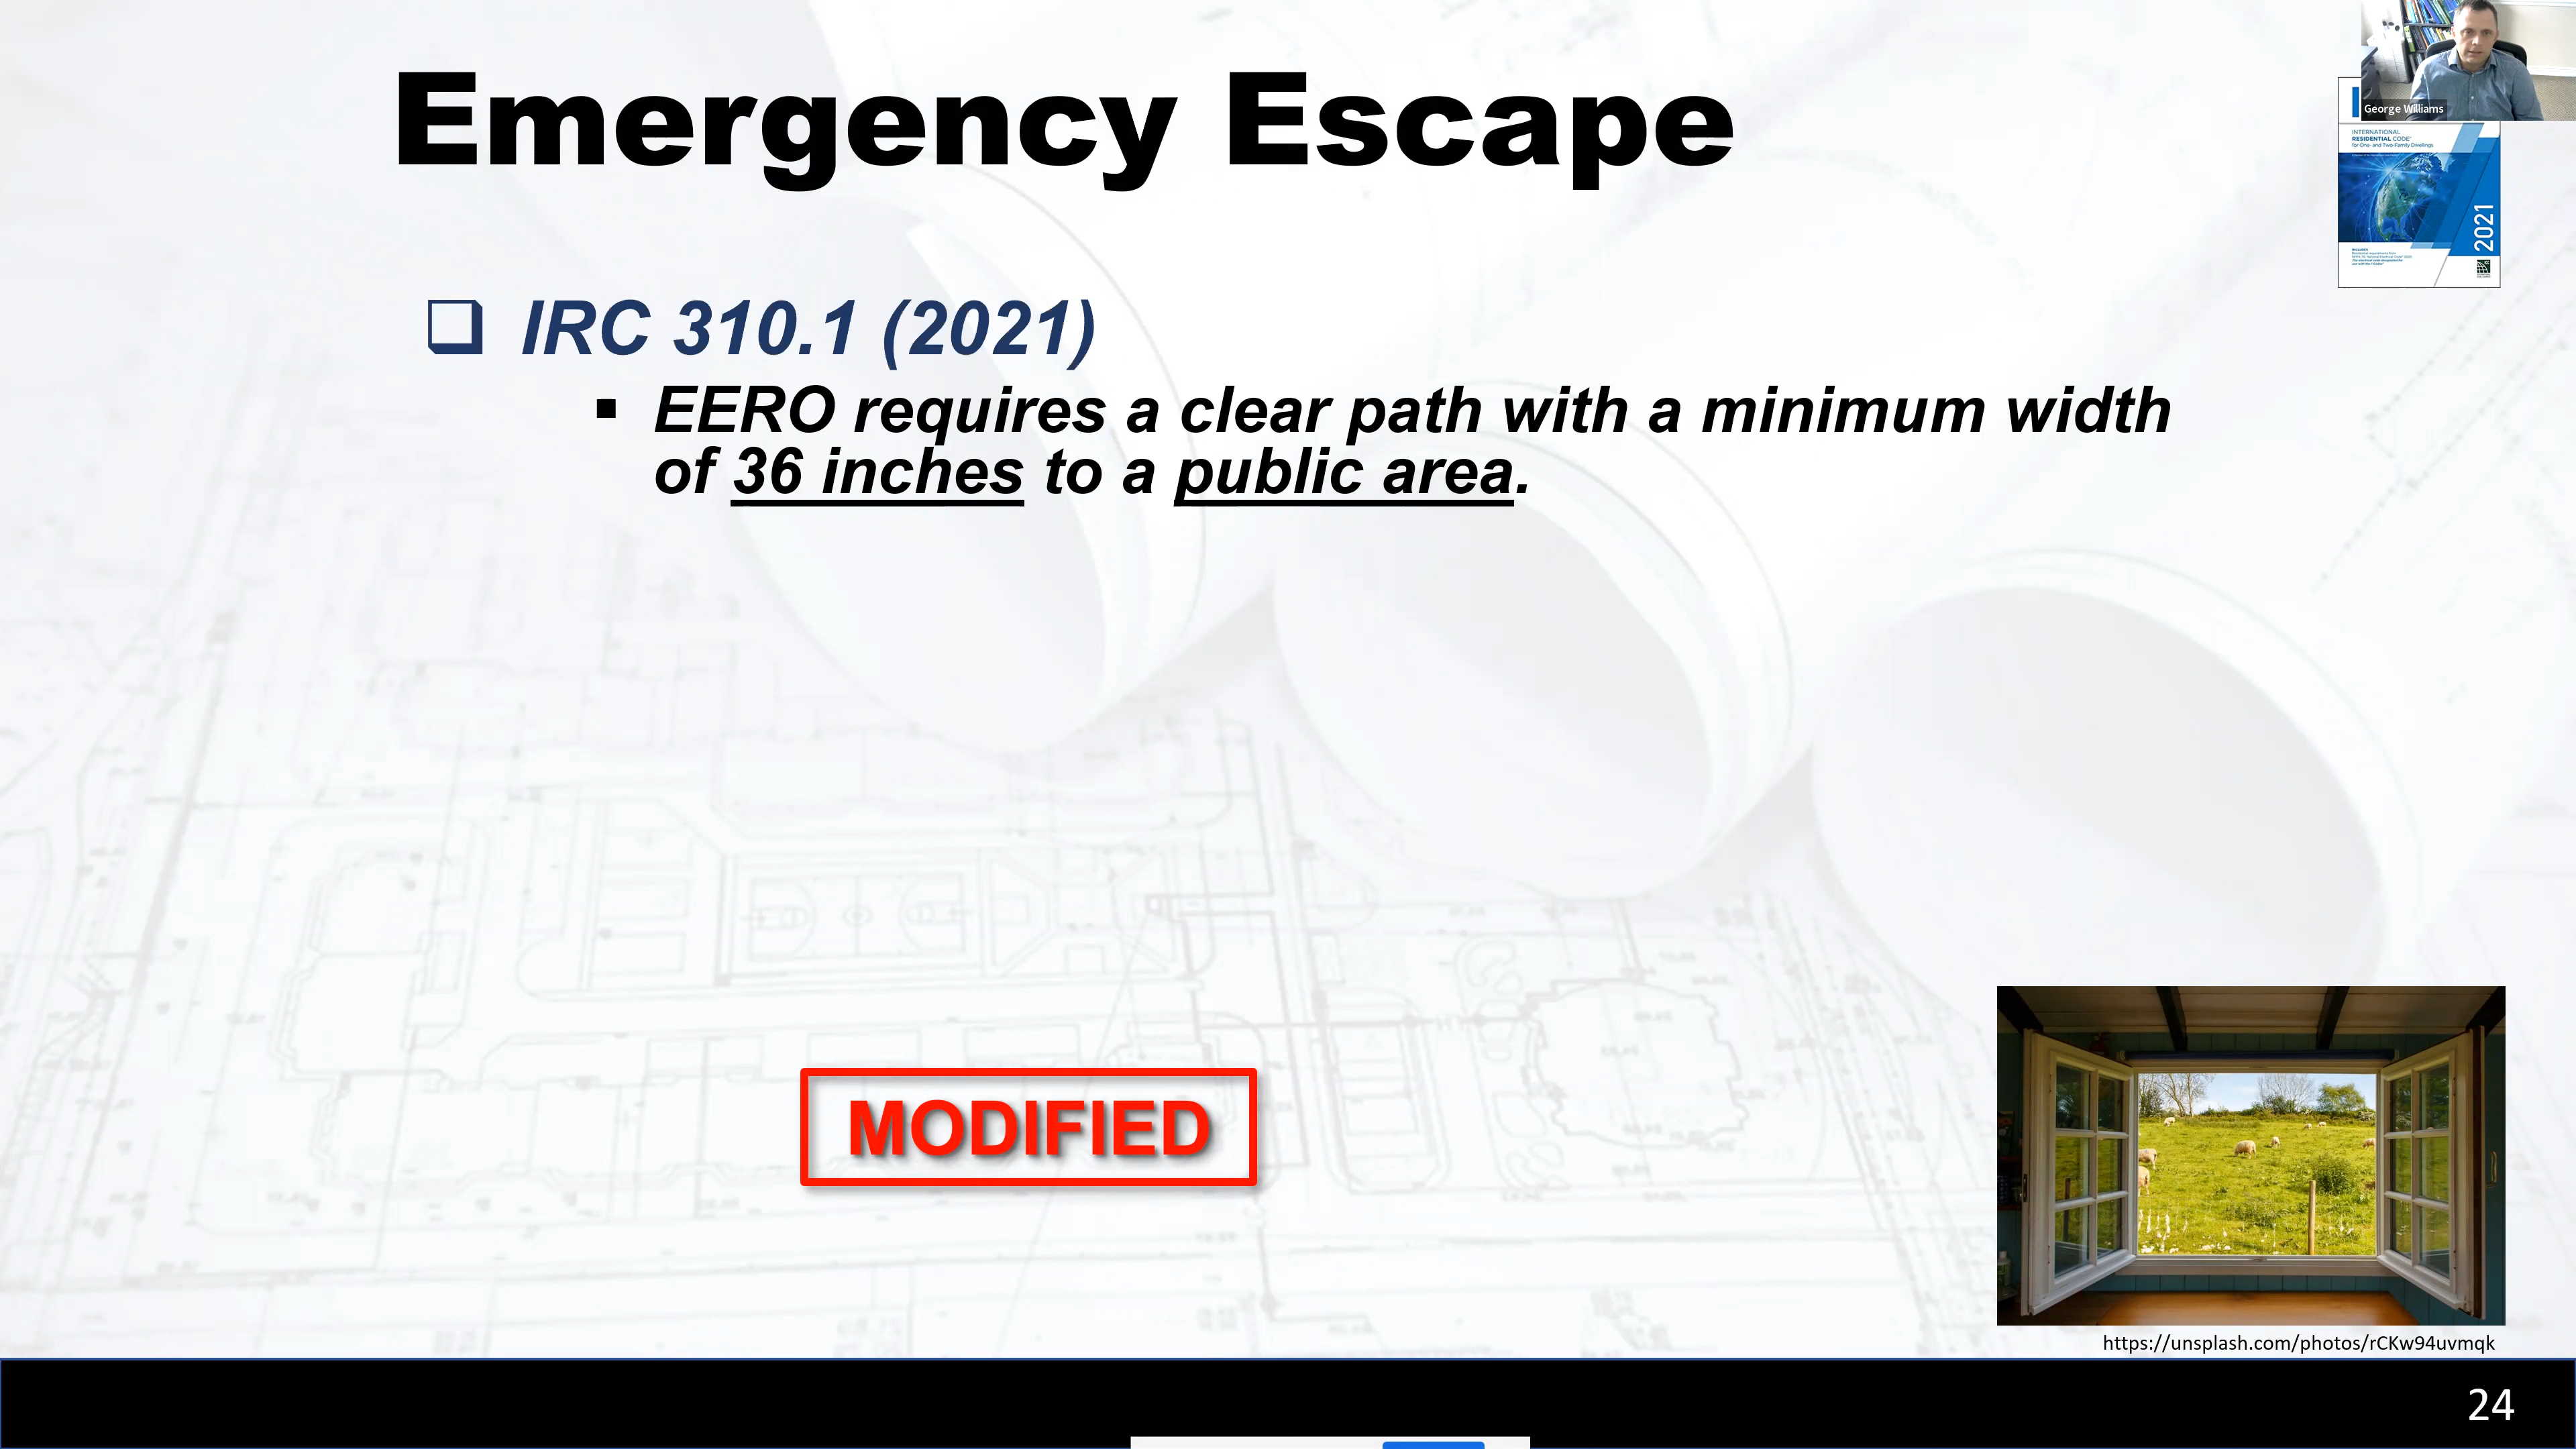 Emergency Escape
George Williams
INTERNATIONAL
RESIDENTIAL CODE®
for One- and Two-Family Dwellings
2021
❑ IRC 310.1 (2021)
▪ EERO requires a clear path with a minimum width
of 36 inches to a public area.
MODIFIED
https://unsplash.com/photos/rCKw94uvmqk
24